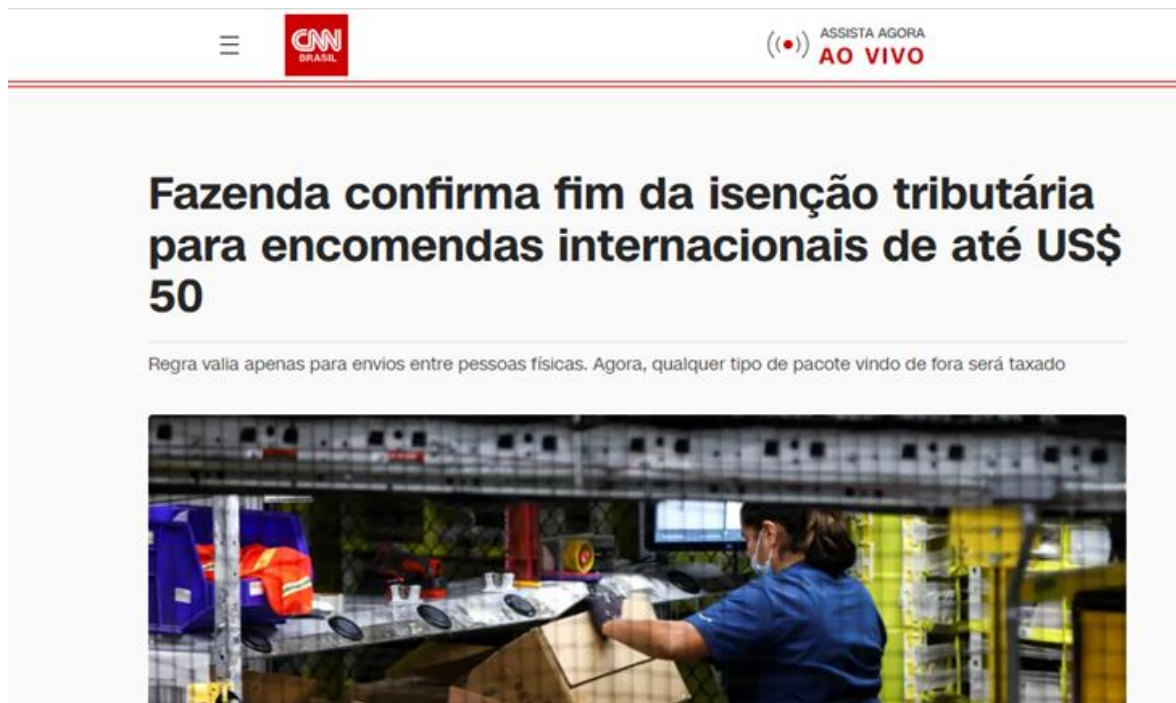 CNN
BRASIL
ASSISTA AGORA
AO VIVO
Fazenda confirma fim da isenção tributária
para encomendas internacionais de até US$
50
Regra valia apenas para envios entre pessoas físicas. Agora, qualquer tipo de pacote vindo de fora será taxado